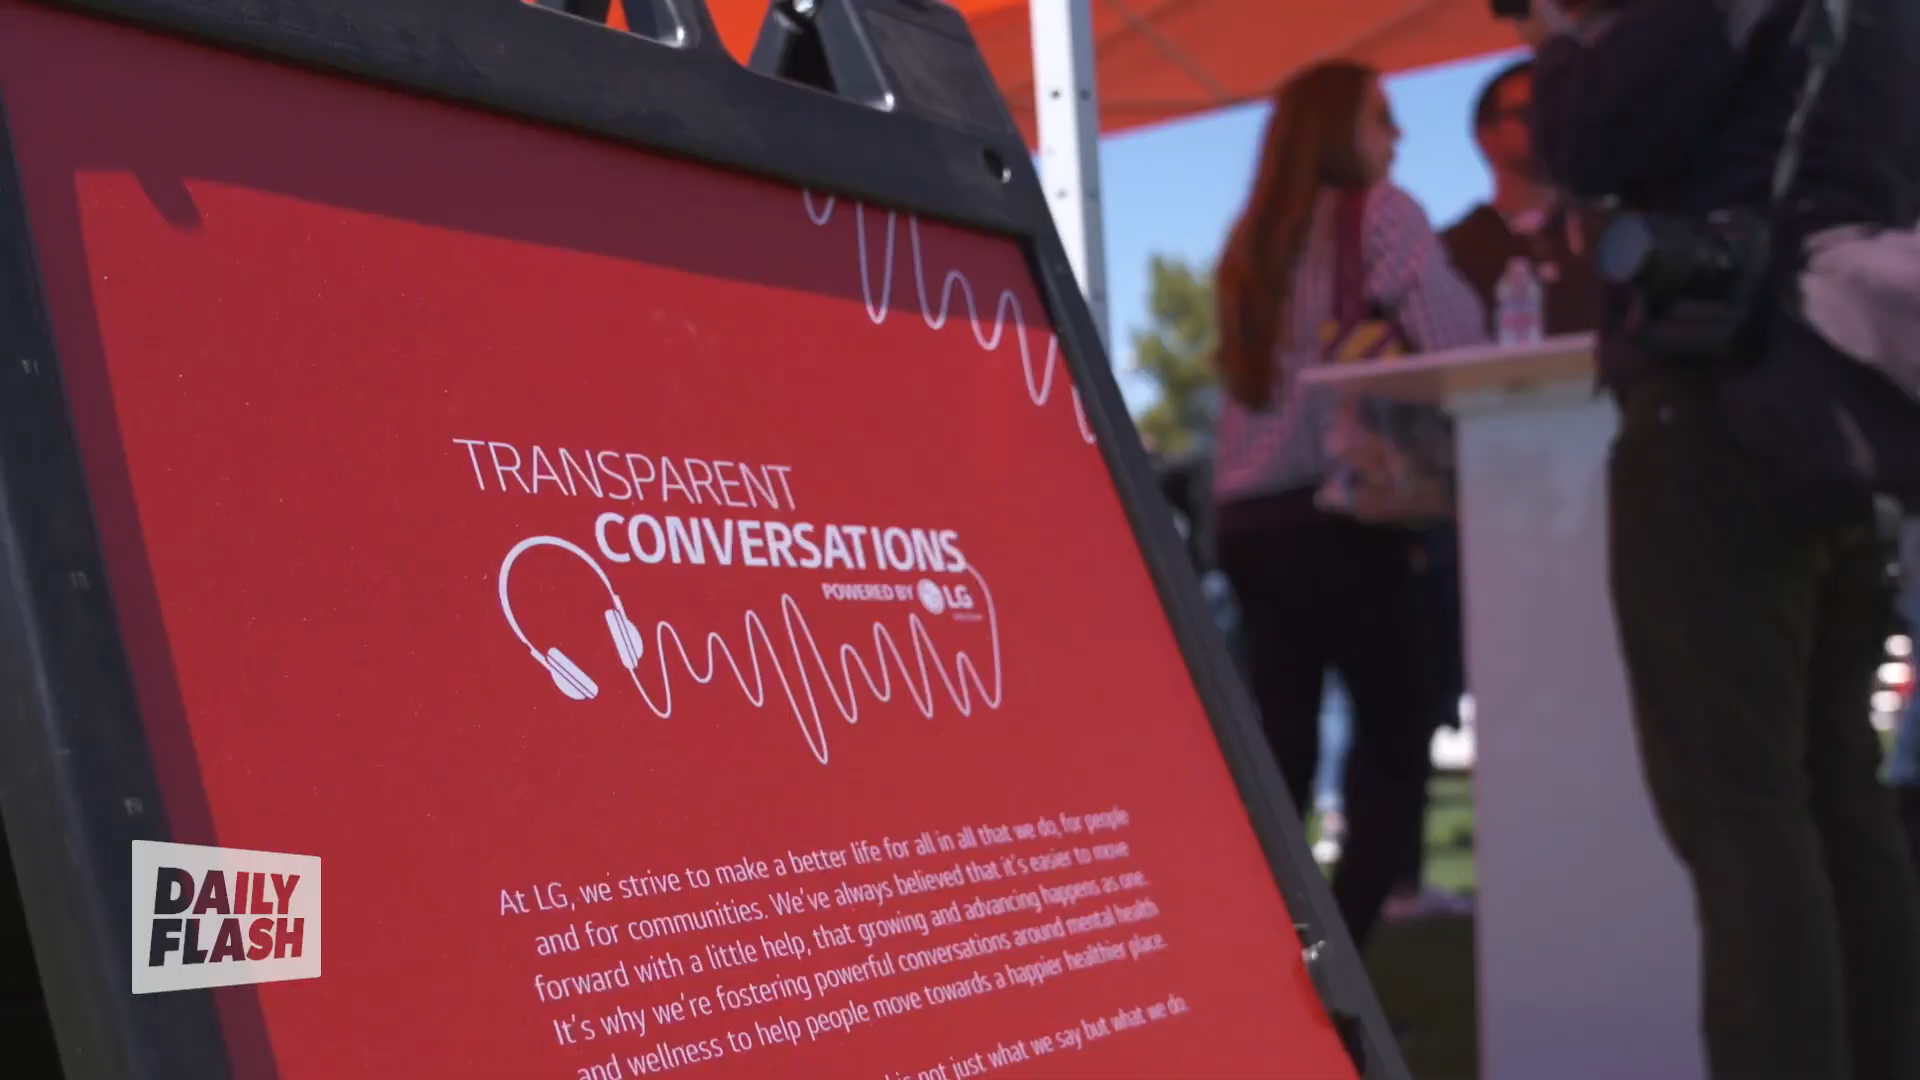 TRANSPARENT
CONVERSATIONS
POWERED BY LG
At LG, we strive to make a better life for all in all that we do, for people
and for communities. We've always believed that it's easier to move
forward with a little help, that growing and advancing happens as one.
It's why we're fostering powerful conversations around mental health
and wellness to help people move towards a happier healthier place.
is not just what we say but what we do.
DAILY
FLASH